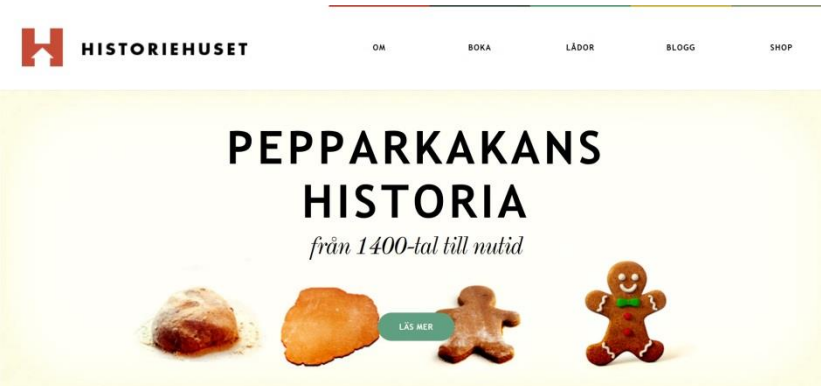 HISTORIEHUSET
OM
BOKA
LÅDOR
BLOGG
SHOP
PEPPARKAKANS
HISTORIA
från 1400-tal till nutid
LÄS MER